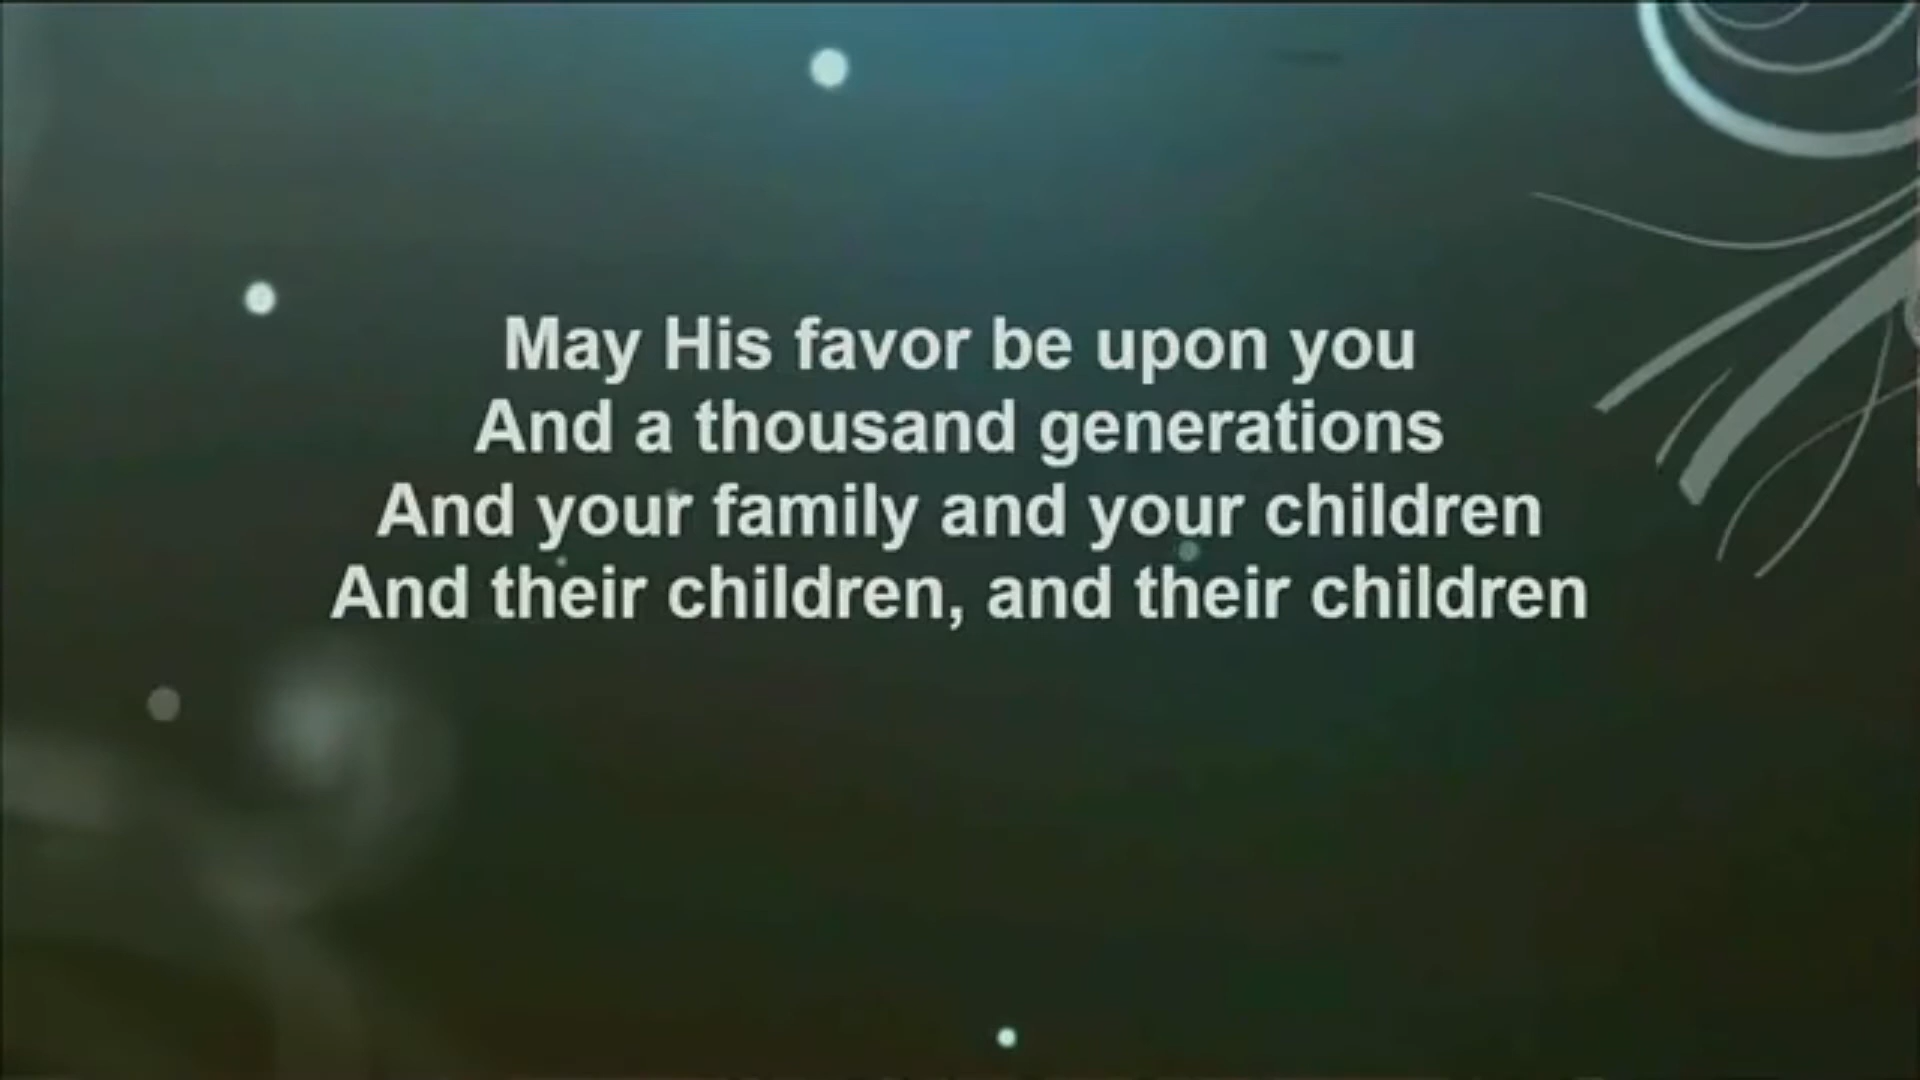 May His favor be upon you
And a thousand generations
And your family and your children
And their children, and their children